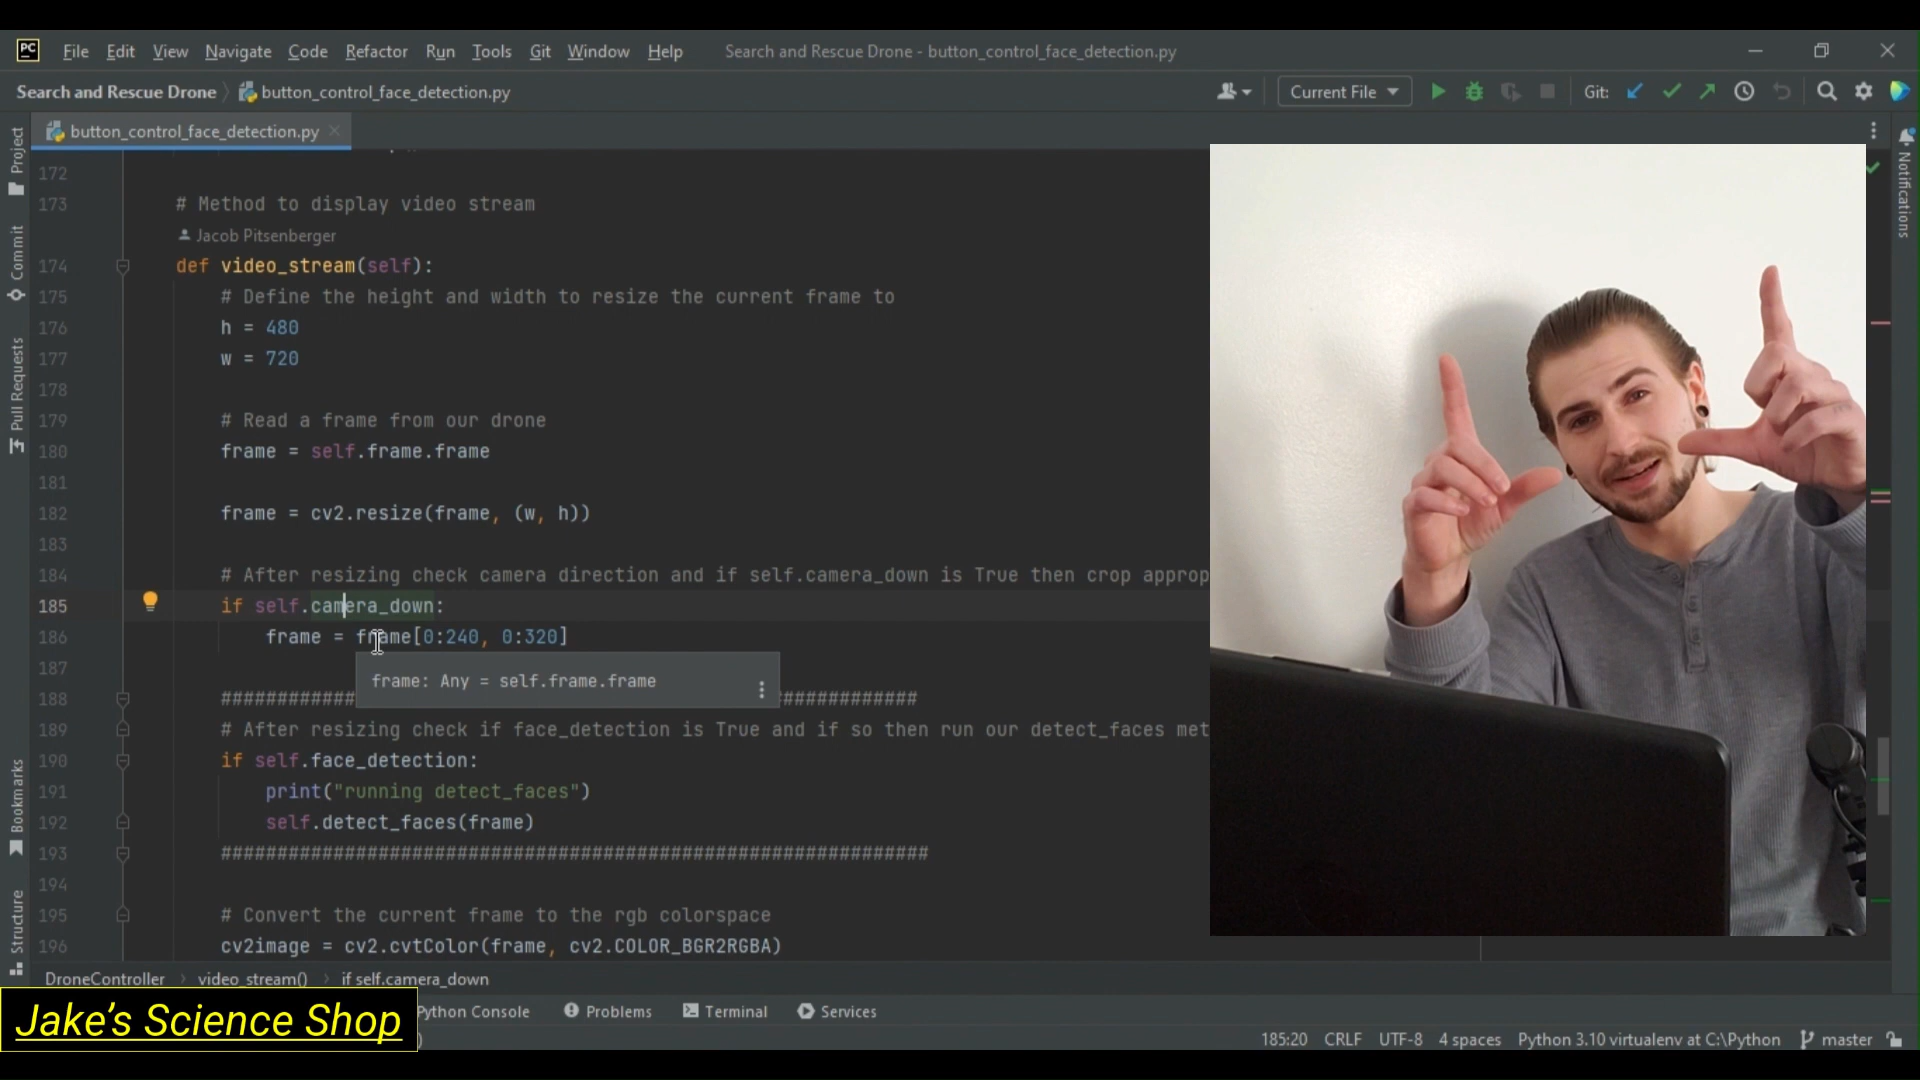 PC File Edit View Navigate Code Refactor Run Tools Git Window Help Search and Rescue Drone - button_control_face_detection.py
Search and Rescue Drone button_control_face_detection.py Current File Git:
button_control_face_detection.py
Project
Commit
Pull Requests
Bookmarks
Structure
Notifications
172
173 # Method to display video stream
Jacob Pitsenberger
174 def video_stream(self):
175 # Define the height and width to resize the current frame to
176 h = 480
177 w = 720
178
179 # Read a frame from our drone
180 frame = self.frame.frame
181
182 frame = cv2.resize(frame, (w, h))
183
184 # After resizing check camera direction and if self.camera_down is True then crop approp
185 if self.camera_down:
186 frame = frame[0:240, 0:320]
187
frame: Any = self.frame.frame
188 ############ #############
189 # After resizing check if face_detection is True and if so then run our detect_faces met
190 if self.face_detection:
191 print("running detect_faces")
192 self.detect_faces(frame)
193 ###############################################################
194
195 # Convert the current frame to the rgb colorspace
196 cv2image = cv2.cvtColor(frame, cv2.COLOR_BGR2RGBA)
DroneController video_stream() if self.camera_down
Python Console Problems Terminal Services
Jake's Science Shop
185:20 CRLF UTF-8 4 spaces Python 3.10 virtualenv at C:\Python master